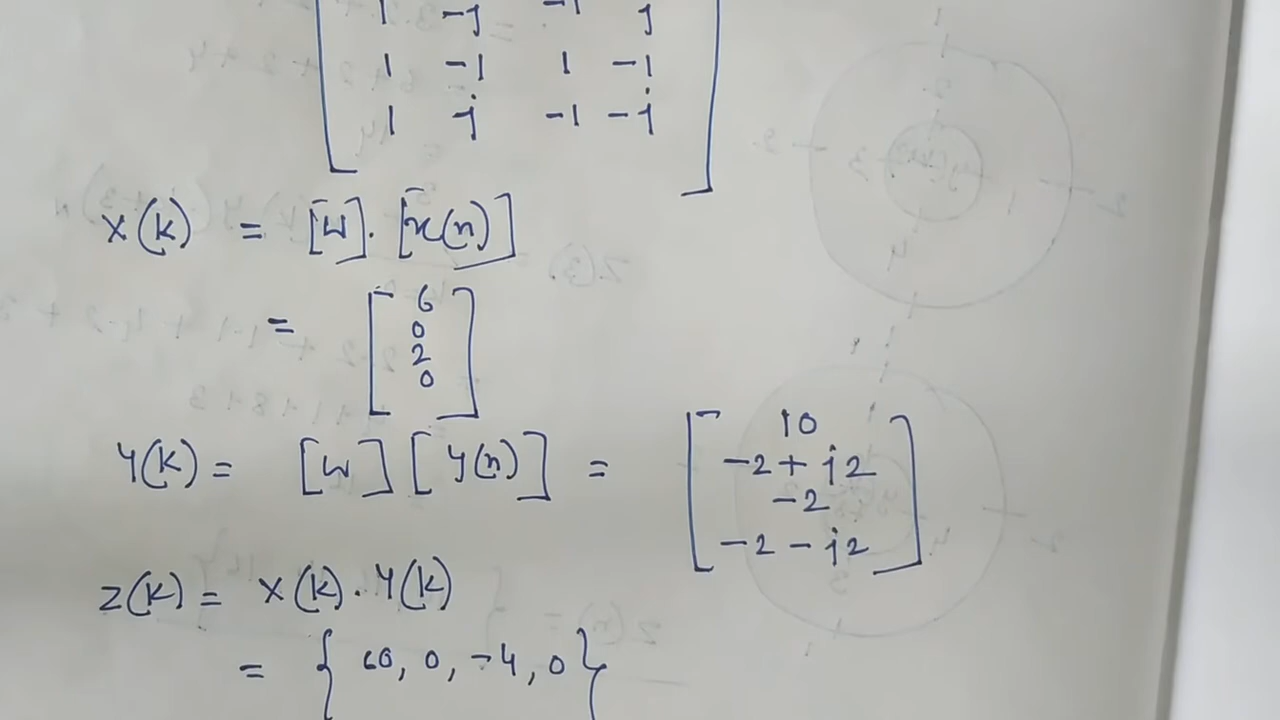 1 -j -1 j
1 -1 1 -1
1 j -1 -j
X(k) = [W]. [x(n)]
= [ 6
0
2
0 ]
Y(k) = [W] [y(n)] = [ 10
-2 + j2
-2
-2 - j2 ]
Z(k) = X(k) . Y(k)
= { 60, 0, -4, 0 }